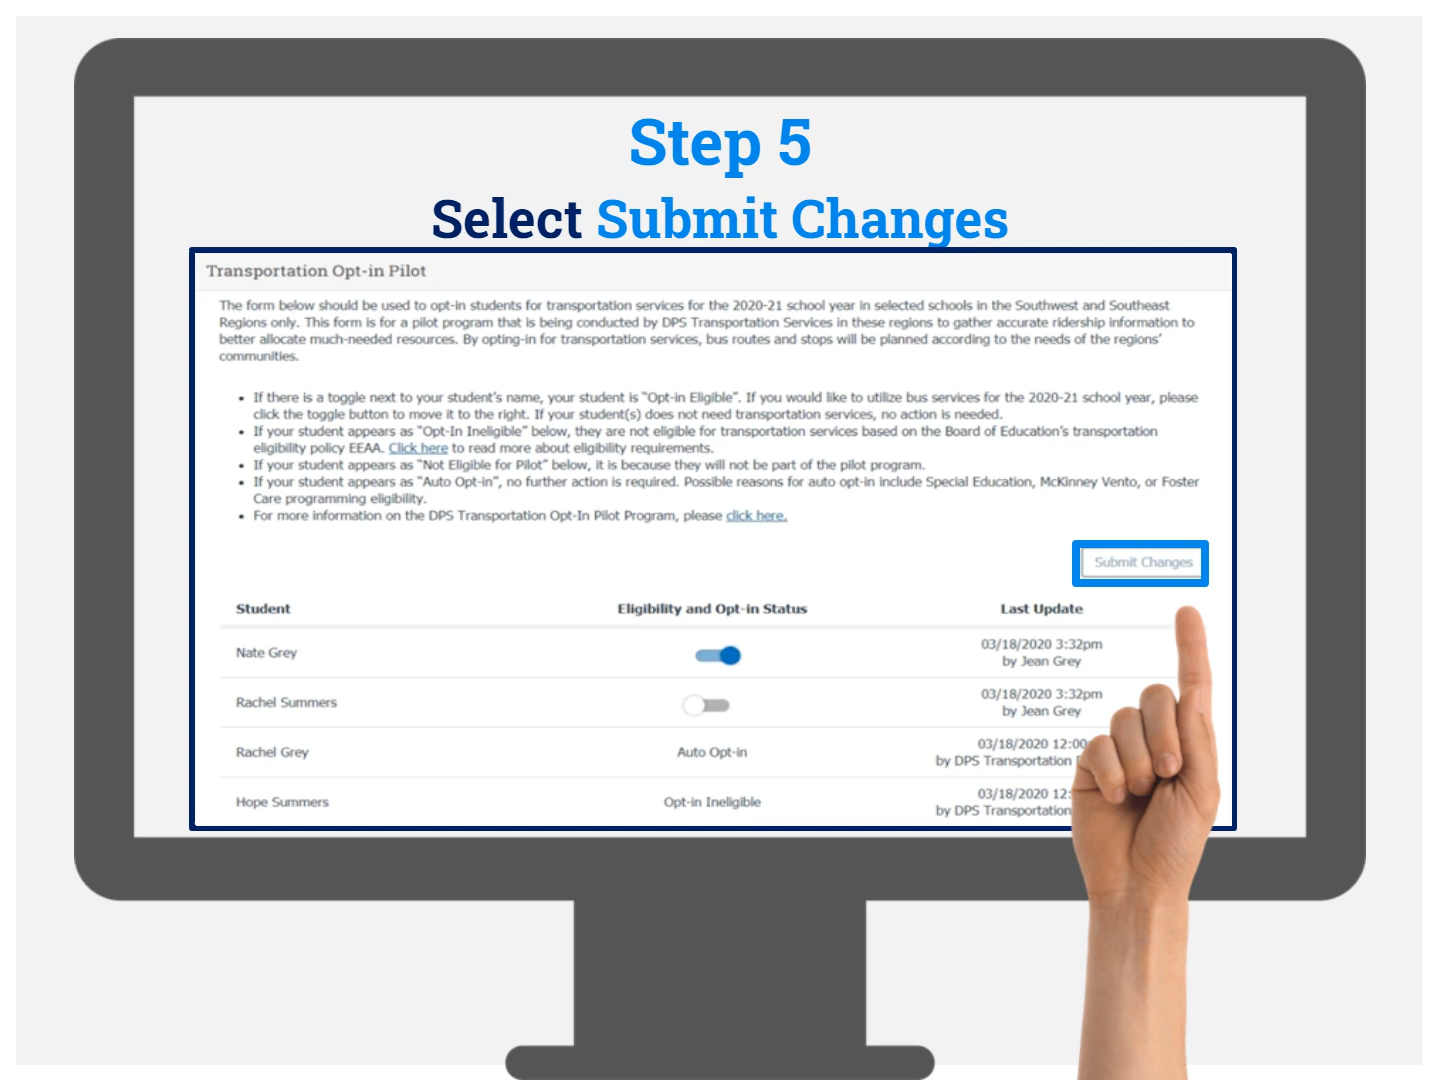 Step 5
Select Submit Changes
Transportation Opt-in Pilot
The form below should be used to opt-in students for transportation services for the 2020-21 school year in selected schools in the Southwest and Southeast
Regions only. This form is for a pilot program that is being conducted by DPS Transportation Services in these regions to gather accurate ridership information to
better allocate much-needed resources. By opting-in for transportation services, bus routes and stops will be planned according to the needs of the regions'
communities.
• If there is a toggle next to your student's name, your student is "Opt-in Eligible". If you would like to utilize bus services for the 2020-21 school year, please
click the toggle button to move it to the right. If your student(s) does not need transportation services, no action is needed.
• If your student appears as "Opt-In Ineligible" below, they are not eligible for transportation services based on the Board of Education's transportation
eligibility policy EEAA. Click here to read more about eligibility requirements.
• If your student appears as "Not Eligible for Pilot" below, it is because they will not be part of the pilot program.
• If your student appears as "Auto Opt-in", no further action is required. Possible reasons for auto opt-in include Special Education, McKinney Vento, or Foster
Care programming eligibility.
• For more information on the DPS Transportation Opt-In Pilot Program, please click here.
Submit Changes
Student Eligibility and Opt-in Status Last Update
Nate Grey 03/18/2020 3:32pm
by Jean Grey
Rachel Summers 03/18/2020 3:32pm
by Jean Grey
Rachel Grey Auto Opt-in 03/18/2020 12:00
by DPS Transportation
Hope Summers Opt-in Ineligible 03/18/2020 12:
by DPS Transportation